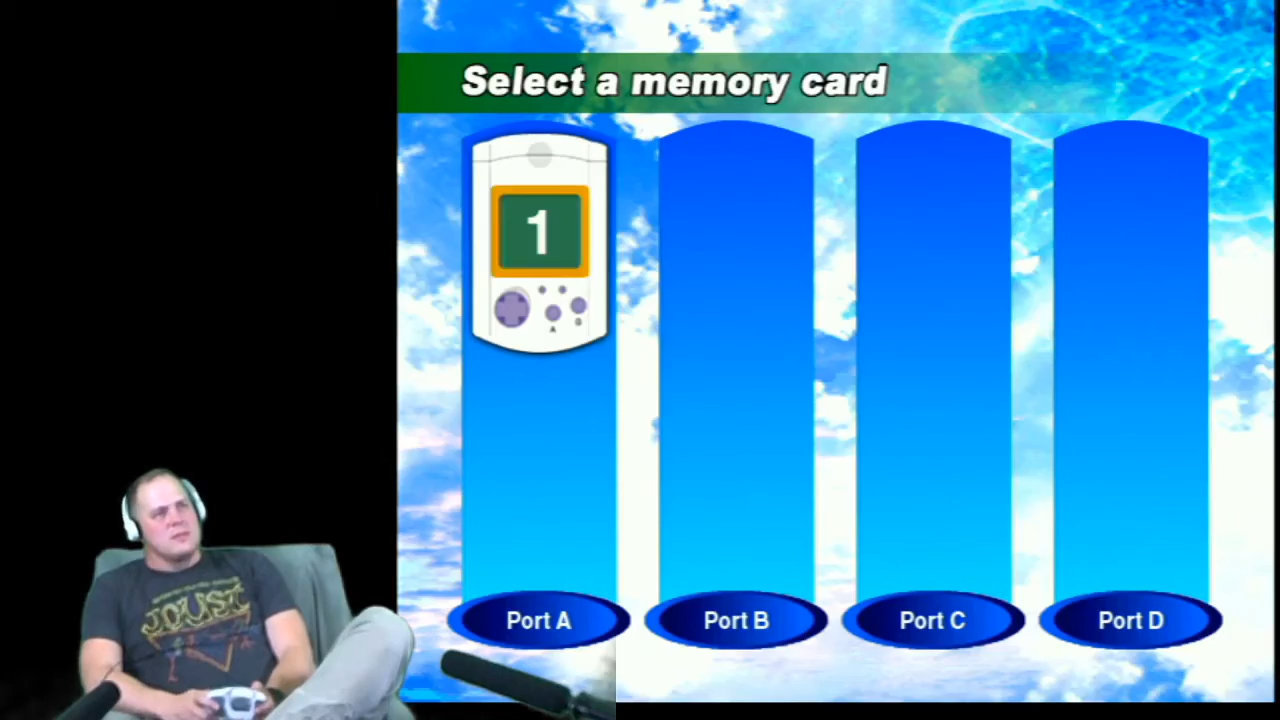 Select a memory card
1
A
B
Port A
Port B
Port C
Port D
JOUST